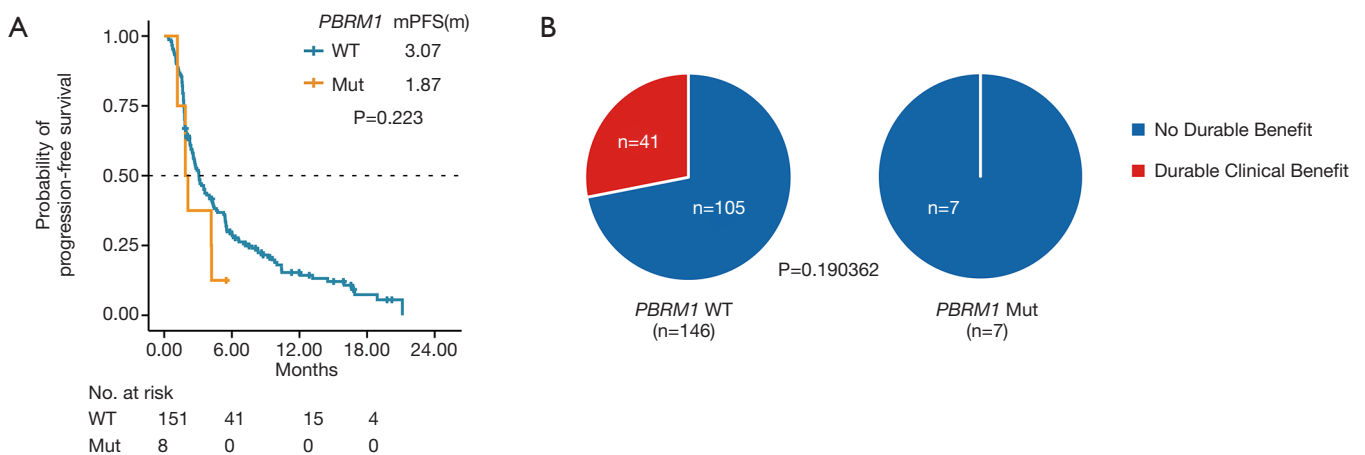 A
PBRM1 mPFS(m)
WT 3.07
Mut 1.87
P=0.223
Probability of
progression-free survival
1.00
0.75
0.50
0.25
0.00
0.00 6.00 12.00 18.00 24.00
Months
No. at risk
WT 151 41 15 4
Mut 8 0 0 0
B
n=41
n=105
n=7
P=0.190362
PBRM1 WT
(n=146)
PBRM1 Mut
(n=7)
No Durable Benefit
Durable Clinical Benefit